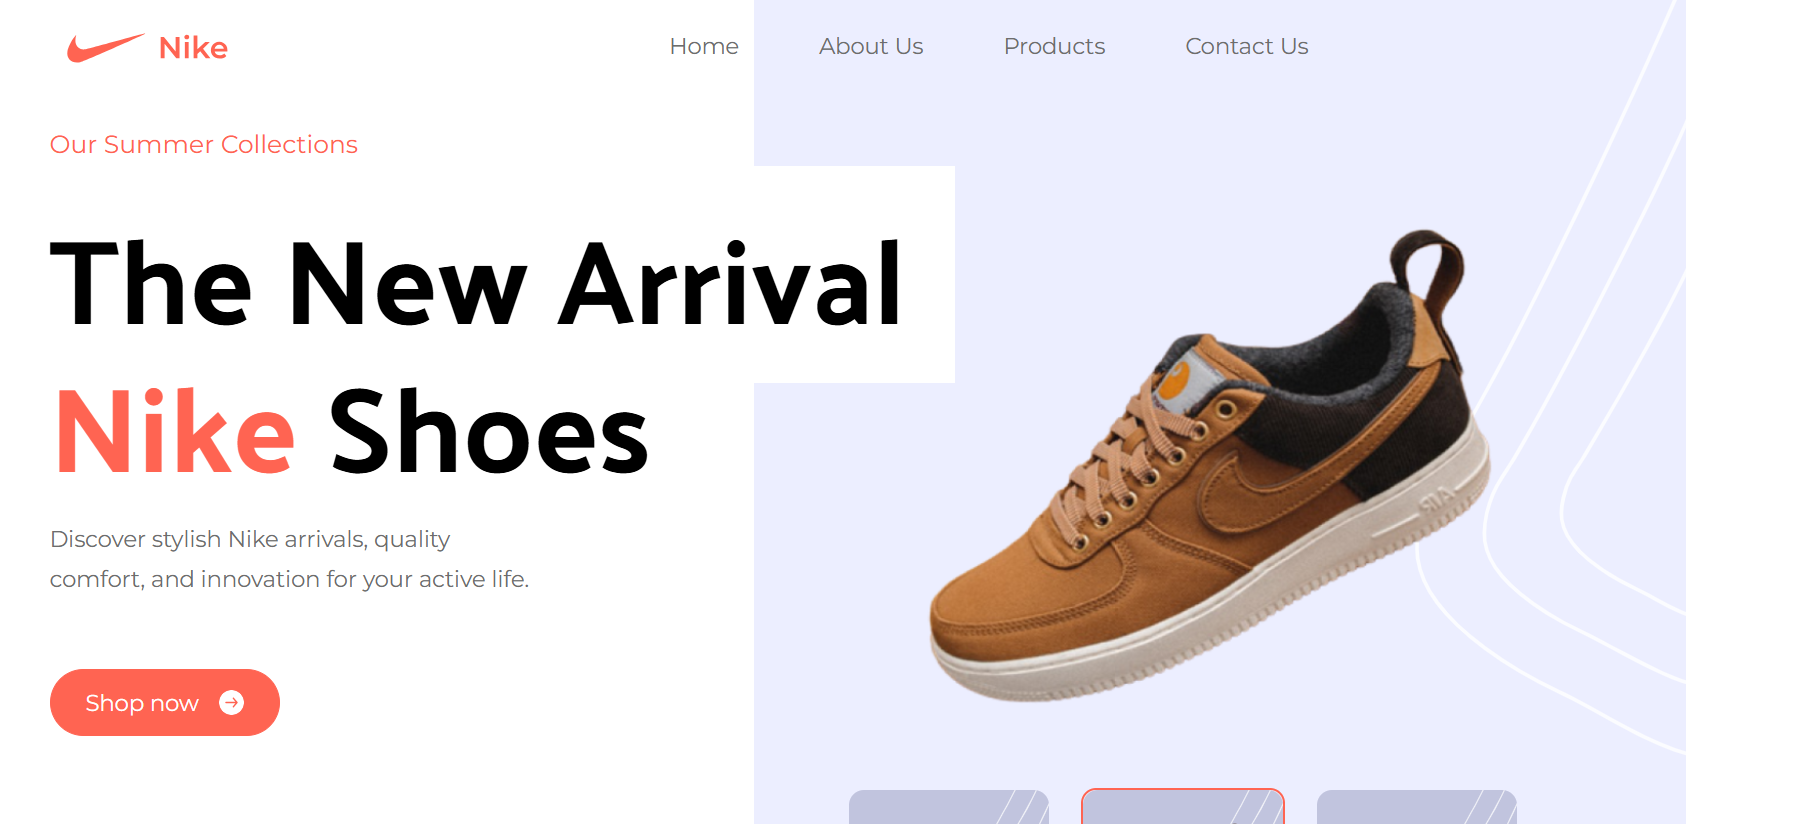 Nike
Home
About Us
Products
Contact Us
Our Summer Collections
The New Arrival
Nike Shoes
Discover stylish Nike arrivals, quality
comfort, and innovation for your active life.
Shop now